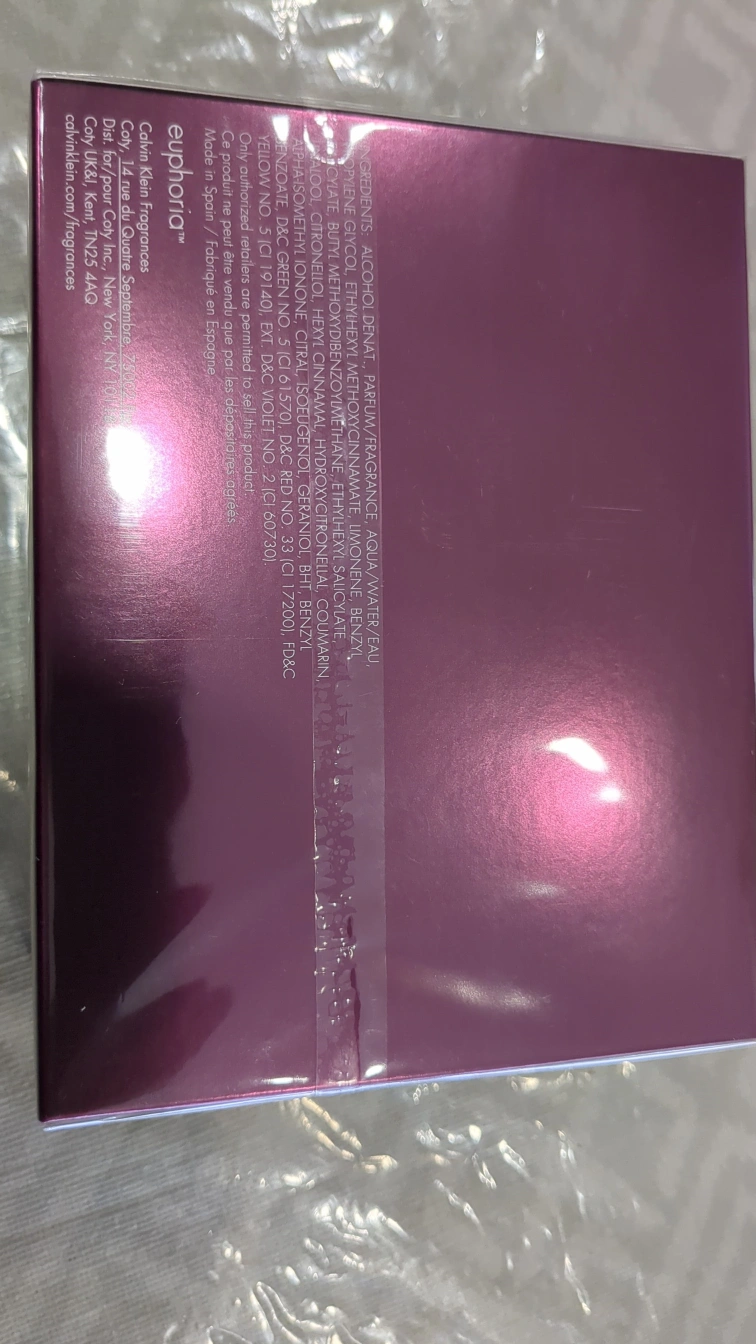 INGREDIENTS: ALCOHOL DENAT., PARFUM/FRAGRANCE, AQUA/WATER/EAU,
GLYCOL, ETHYLHEXYL METHOXYCINNAMATE, LIMONENE, BENZYL
BUTYL METHOXYDIBENZOYLMETHANE, ETHYLHEXYL SALICYLATE,
CITRONELLOL, HEXYL CINNAMAL, HYDROXYCITRONELLAL, COUMARIN,
ALPHA-ISOMETHYL IONONE, CITRAL, ISOEUGENOL, GERANIOL, BHT, BENZYL
BENZOATE, D&C GREEN NO. 5 (CI 61570), D&C RED NO. 33 (CI 17200), FD&C
YELLOW NO. 5 (CI 19140), EXT. D&C VIOLET NO. 2 (CI 60730).
Only authorized retailers are permitted to sell this product.
Ce produit ne peut être vendu que par les dépositaires agréés.
Made in Spain / Fabriqué en Espagne
euphoria™
Calvin Klein Fragrances
Coty, 14 rue du Quatre Septembre, 75002
Dist. for/pour Coty Inc., New York, NY
Coty UK&I, Kent, TN25 4AQ
calvinklein.com/fragrances